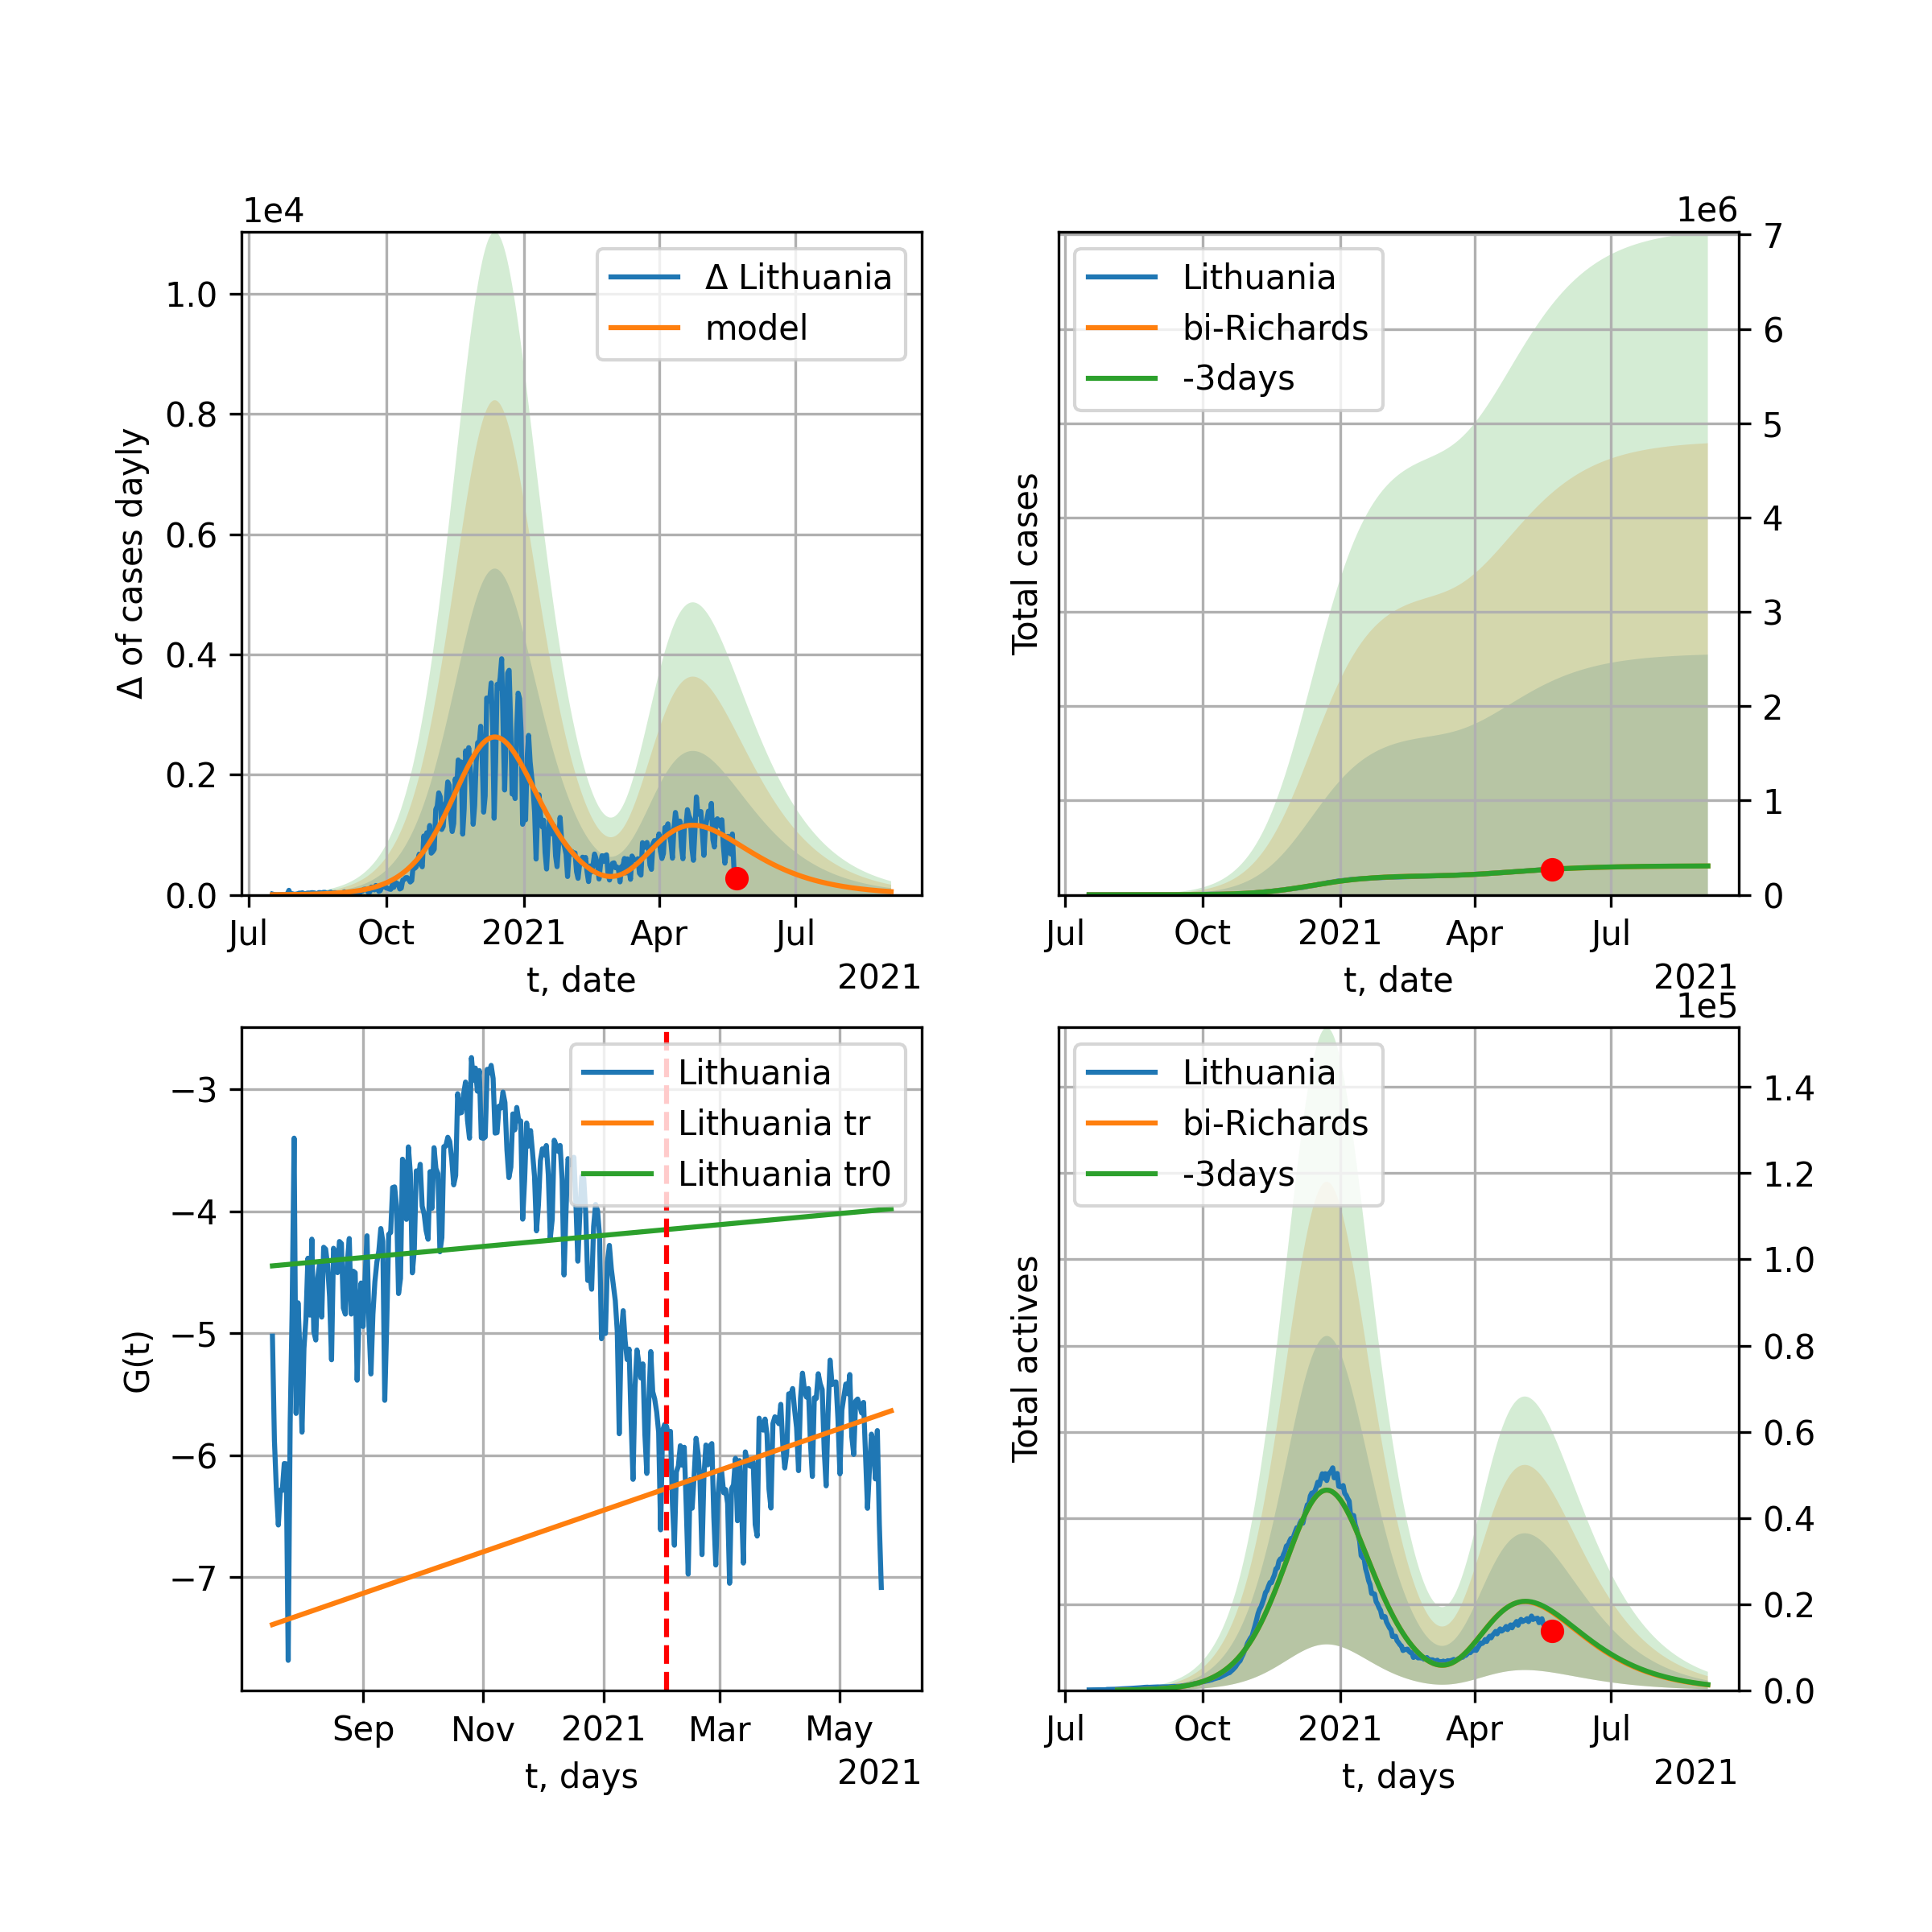 1e4
Δ of cases dayly
1.0
0.8
0.6
0.4
0.2
0.0
Δ Lithuania
model
Jul Oct 2021 Apr Jul
t, date
2021
1e6
Total cases
Lithuania
bi-Richards
-3days
7
6
5
4
3
2
1
0
Jul Oct 2021 Apr Jul
t, date
2021
G(t)
−3
−4
−5
−6
−7
Lithuania
Lithuania tr
Lithuania tr0
Sep Nov 2021 Mar May
t, days
2021
1e5
Total actives
Lithuania
bi-Richards
-3days
1.4
1.2
1.0
0.8
0.6
0.4
0.2
0.0
Jul Oct 2021 Apr Jul
t, days
2021